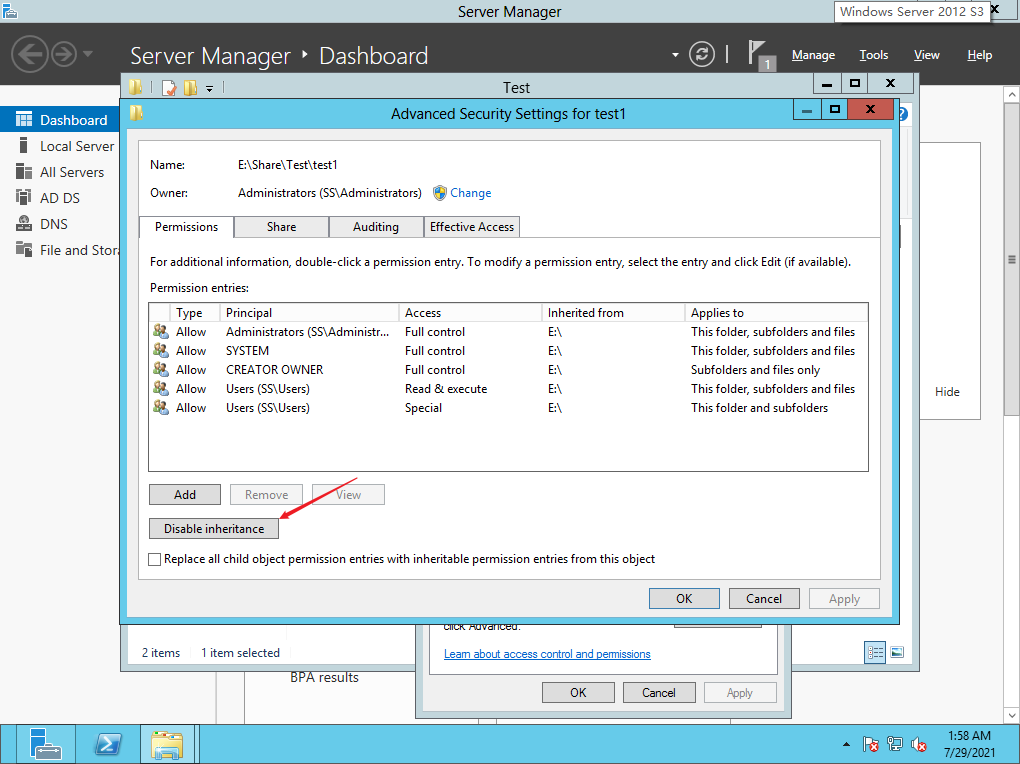 Server Manager
Windows Server 2012 S3
Server Manager Dashboard
1
Manage Tools View Help
Test
Advanced Security Settings for test1
Dashboard
Local Server
All Servers
AD DS
DNS
File and Stora
Name: E:\Share\Test\test1
Owner: Administrators (SS\Administrators) Change
Permissions Share Auditing Effective Access
For additional information, double-click a permission entry. To modify a permission entry, select the entry and click Edit (if available).
Permission entries:
Type Principal Access Inherited from Applies to
Allow Administrators (SS\Administr... Full control E:\ This folder, subfolders and files
Allow SYSTEM Full control E:\ This folder, subfolders and files
Allow CREATOR OWNER Full control E:\ Subfolders and files only
Allow Users (SS\Users) Read & execute E:\ This folder, subfolders and files
Allow Users (SS\Users) Special E:\ This folder and subfolders
Hide
Add Remove View
Disable inheritance
Replace all child object permission entries with inheritable permission entries from this object
OK Cancel Apply
click Advanced.
2 items 1 item selected
Learn about access control and permissions
BPA results
OK Cancel Apply
1:58 AM
7/29/2021